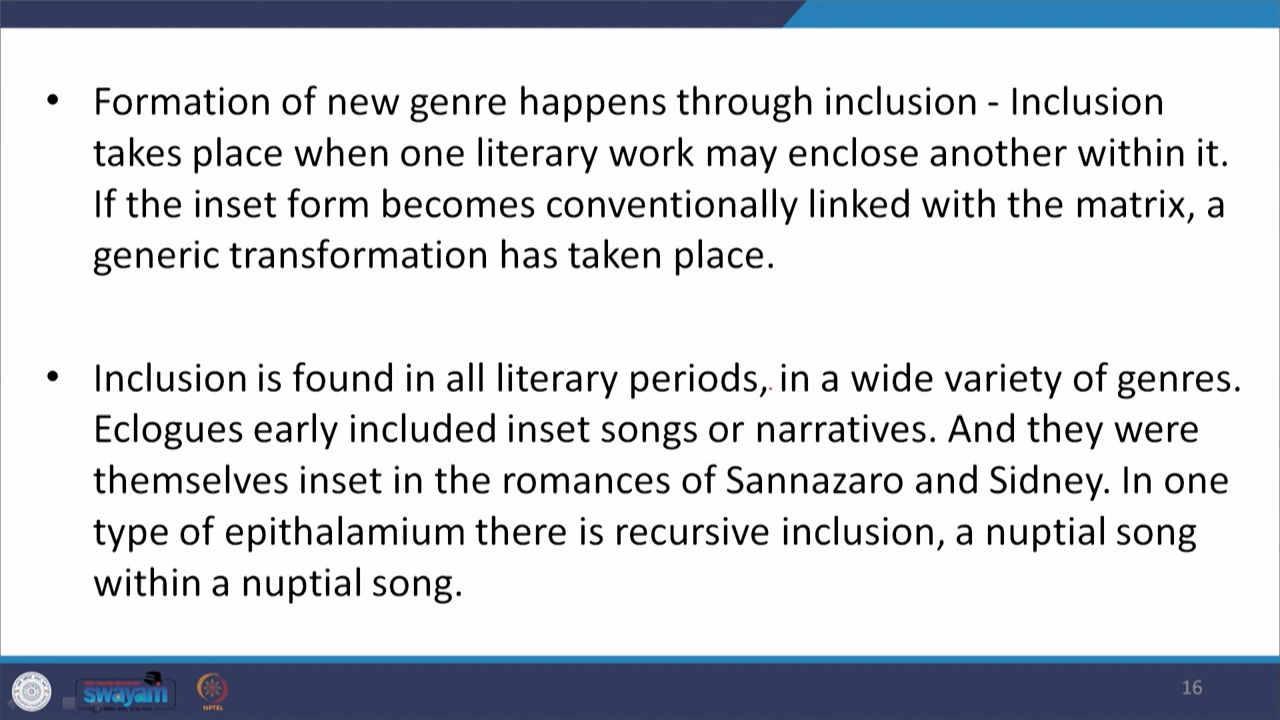 • Formation of new genre happens through inclusion - Inclusion
takes place when one literary work may enclose another within it.
If the inset form becomes conventionally linked with the matrix, a
generic transformation has taken place.
• Inclusion is found in all literary periods, in a wide variety of genres.
Eclogues early included inset songs or narratives. And they were
themselves inset in the romances of Sannazaro and Sidney. In one
type of epithalamium there is recursive inclusion, a nuptial song
within a nuptial song.
swayam
NPTEL
16